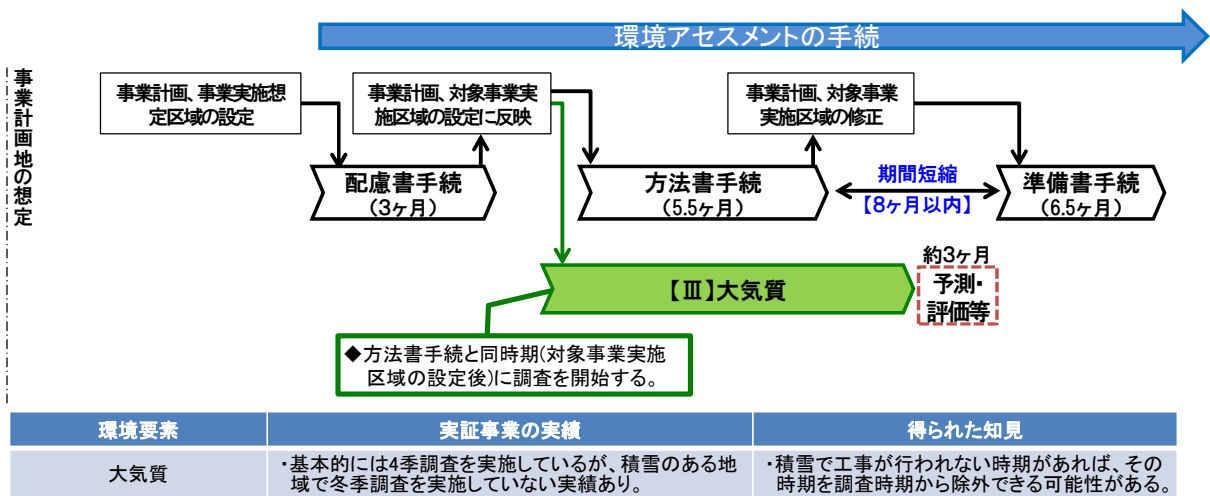 環境アセスメントの手続
事業計画地の想定
事業計画、事業実施想
定区域の設定
事業計画、対象事業実
施区域の設定に反映
事業計画、対象事業
実施区域の修正
配慮書手続
(3ヶ月)
方法書手続
(5.5ヶ月)
期間短縮
【8ヶ月以内】
準備書手続
(6.5ヶ月)
【Ⅲ】大気質
約3ヶ月
予測・
評価等
◆方法書手続と同時期(対象事業実施
区域の設定後)に調査を開始する。
環境要素
実証事業の実績
得られた知見
大気質
・基本的には4季調査を実施しているが、積雪のある地
域で冬季調査を実施していない実績あり。
・積雪で工事が行われない時期があれば、その
時期を調査時期から除外できる可能性がある。